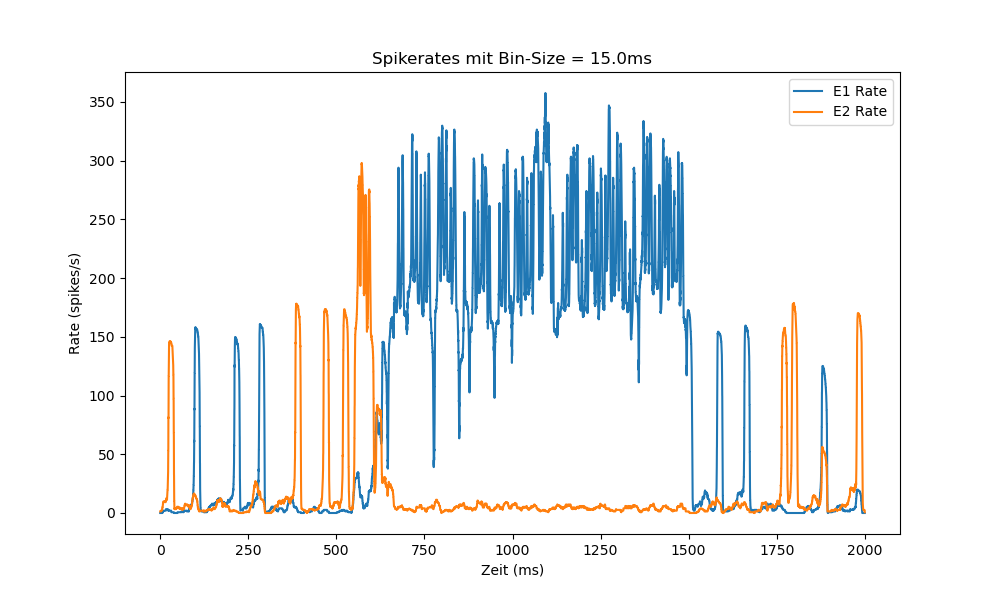 Spikerates mit Bin-Size = 15.0ms
E1 Rate
E2 Rate
Rate (spikes/s)
350
300
250
200
150
100
50
0
0 250 500 750 1000 1250 1500 1750 2000
Zeit (ms)